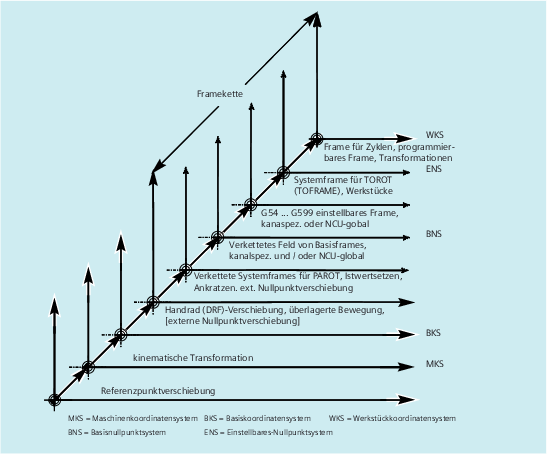 Framekette
WKS
Frame für Zyklen, programmier-
bares Frame, Transformationen
ENS
Systemframe für TOROT
(TOFRAME), Werkstücke
G54 ... G599 einstellbares Frame,
kanaspez. oder NCU-gobal
BNS
Verkettetes Feld von Basisframes,
kanalspez. und / oder NCU-global
Verkettete Systemframes für PAROT, Istwertsetzen,
Ankratzen. ext. Nullpunktverschiebung
Handrad (DRF)-Verschiebung, überlagerte Bewegung,
[externe Nullpunktverschiebung]
BKS
kinematische Transformation
MKS
Referenzpunktverschiebung
MKS = Maschinenkoordinatensystem BKS = Basiskoordinatensystem WKS = Werkstückkoordinatensystem
BNS = Basisnullpunktsystem ENS = Einstellbares-Nullpunktsystem